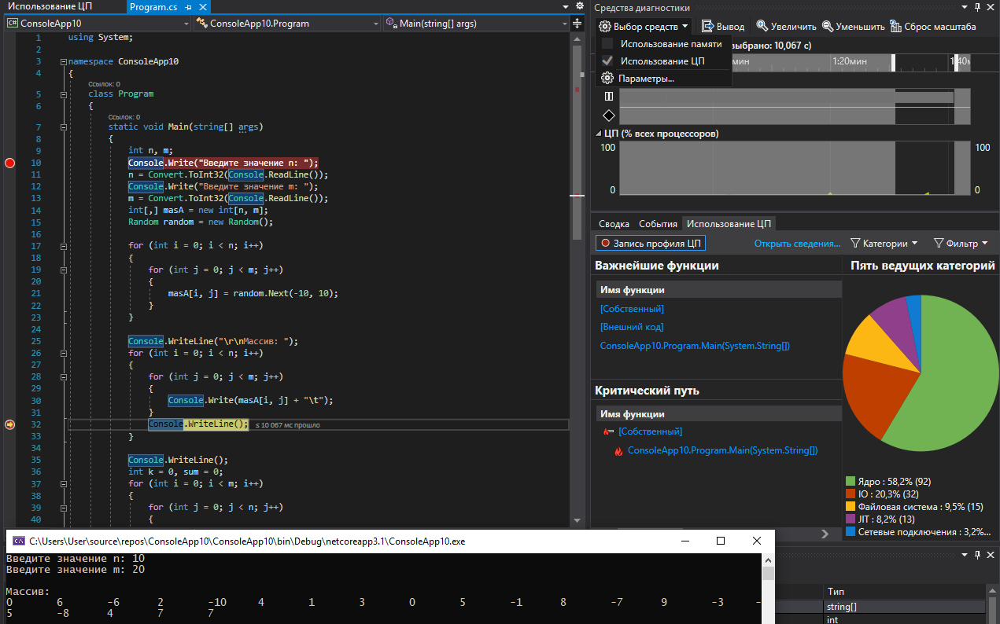 Использование ЦП
Program.cs
ConsoleApp10
ConsoleApp10.Program
Main(string[] args)
1 using System;
2
3 namespace ConsoleApp10
4 {
Ссылок: 0
5 class Program
6 {
Ссылок: 0
7 static void Main(string[] args)
8 {
9 int n, m;
10 Console.Write("Введите значение n: ");
11 n = Convert.ToInt32(Console.ReadLine());
12 Console.Write("Введите значение m: ");
13 m = Convert.ToInt32(Console.ReadLine());
14 int[,] masA = new int[n, m];
15 Random random = new Random();
16
17 for (int i = 0; i < n; i++)
18 {
19 for (int j = 0; j < m; j++)
20 {
21 masA[i, j] = random.Next(-10, 10);
22 }
23 }
24
25 Console.WriteLine("\r\nМассив: ");
26 for (int i = 0; i < n; i++)
27 {
28 for (int j = 0; j < m; j++)
29 {
30 Console.Write(masA[i, j] + "\t");
31 }
32 Console.WriteLine(); ≤ 10 067 мс прошло
33 }
34
35 Console.WriteLine();
36 int k = 0, sum = 0;
37 for (int i = 0; i < m; i++)
38 {
39 for (int j = 0; j < n; j++)
40 {
Средства диагностики
Выбор средств
Вывод
Увеличить
Уменьшить
Сброс масштаба
Использование памяти
Использование ЦП
Параметры...
выбрано: 10,067 с)
мин
1:20мин
1:40м
ЦП (% всех процессоров)
100
100
0
0
Сводка
События
Использование ЦП
Запись профиля ЦП
Открыть сведения...
Категории
Фильтр
Важнейшие функции
Имя функции
[Собственный]
[Внешний код]
ConsoleApp10.Program.Main(System.String[])
Критический путь
Имя функции
[Собственный]
ConsoleApp10.Program.Main(System.String[])
Пять ведущих категорий
Ядро : 58,2% (92)
IO : 20,3% (32)
Файловая система : 9,5% (15)
JIT : 8,2% (13)
Сетевые подключения : 3,2%...
C:\Users\User\source\repos\ConsoleApp10\ConsoleApp10\bin\Debug\netcoreapp3.1\ConsoleApp10.exe
Введите значение n: 10
Введите значение m: 20
Массив:
0 6 -6 2 -10 4 1 3 0 5 -1 8 -7 9 -3 -
5 -8 4 7 7
Тип
string[]
int